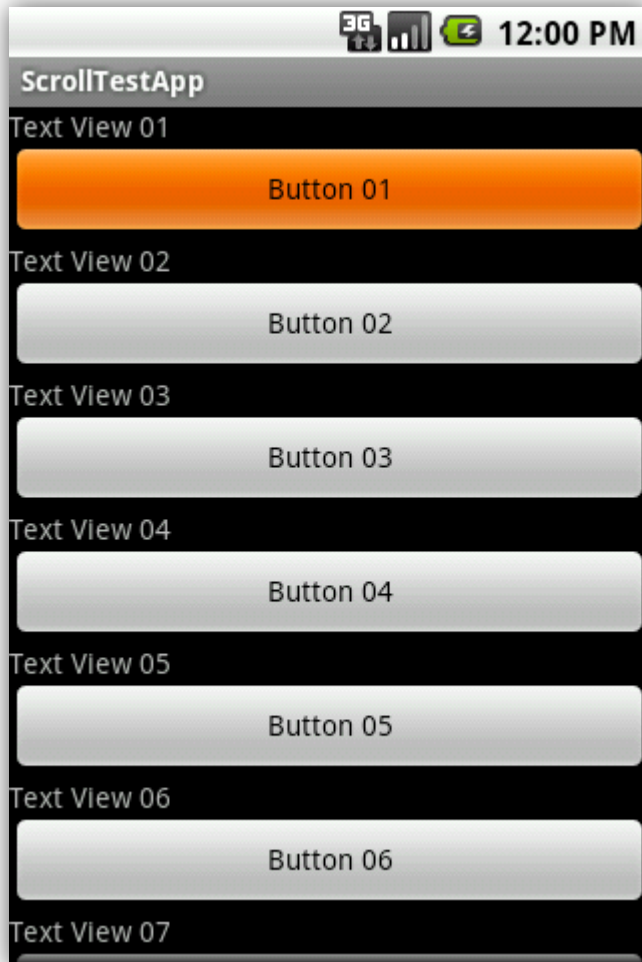 3G 12:00 PM
ScrollTestApp
Text View 01
Button 01
Text View 02
Button 02
Text View 03
Button 03
Text View 04
Button 04
Text View 05
Button 05
Text View 06
Button 06
Text View 07